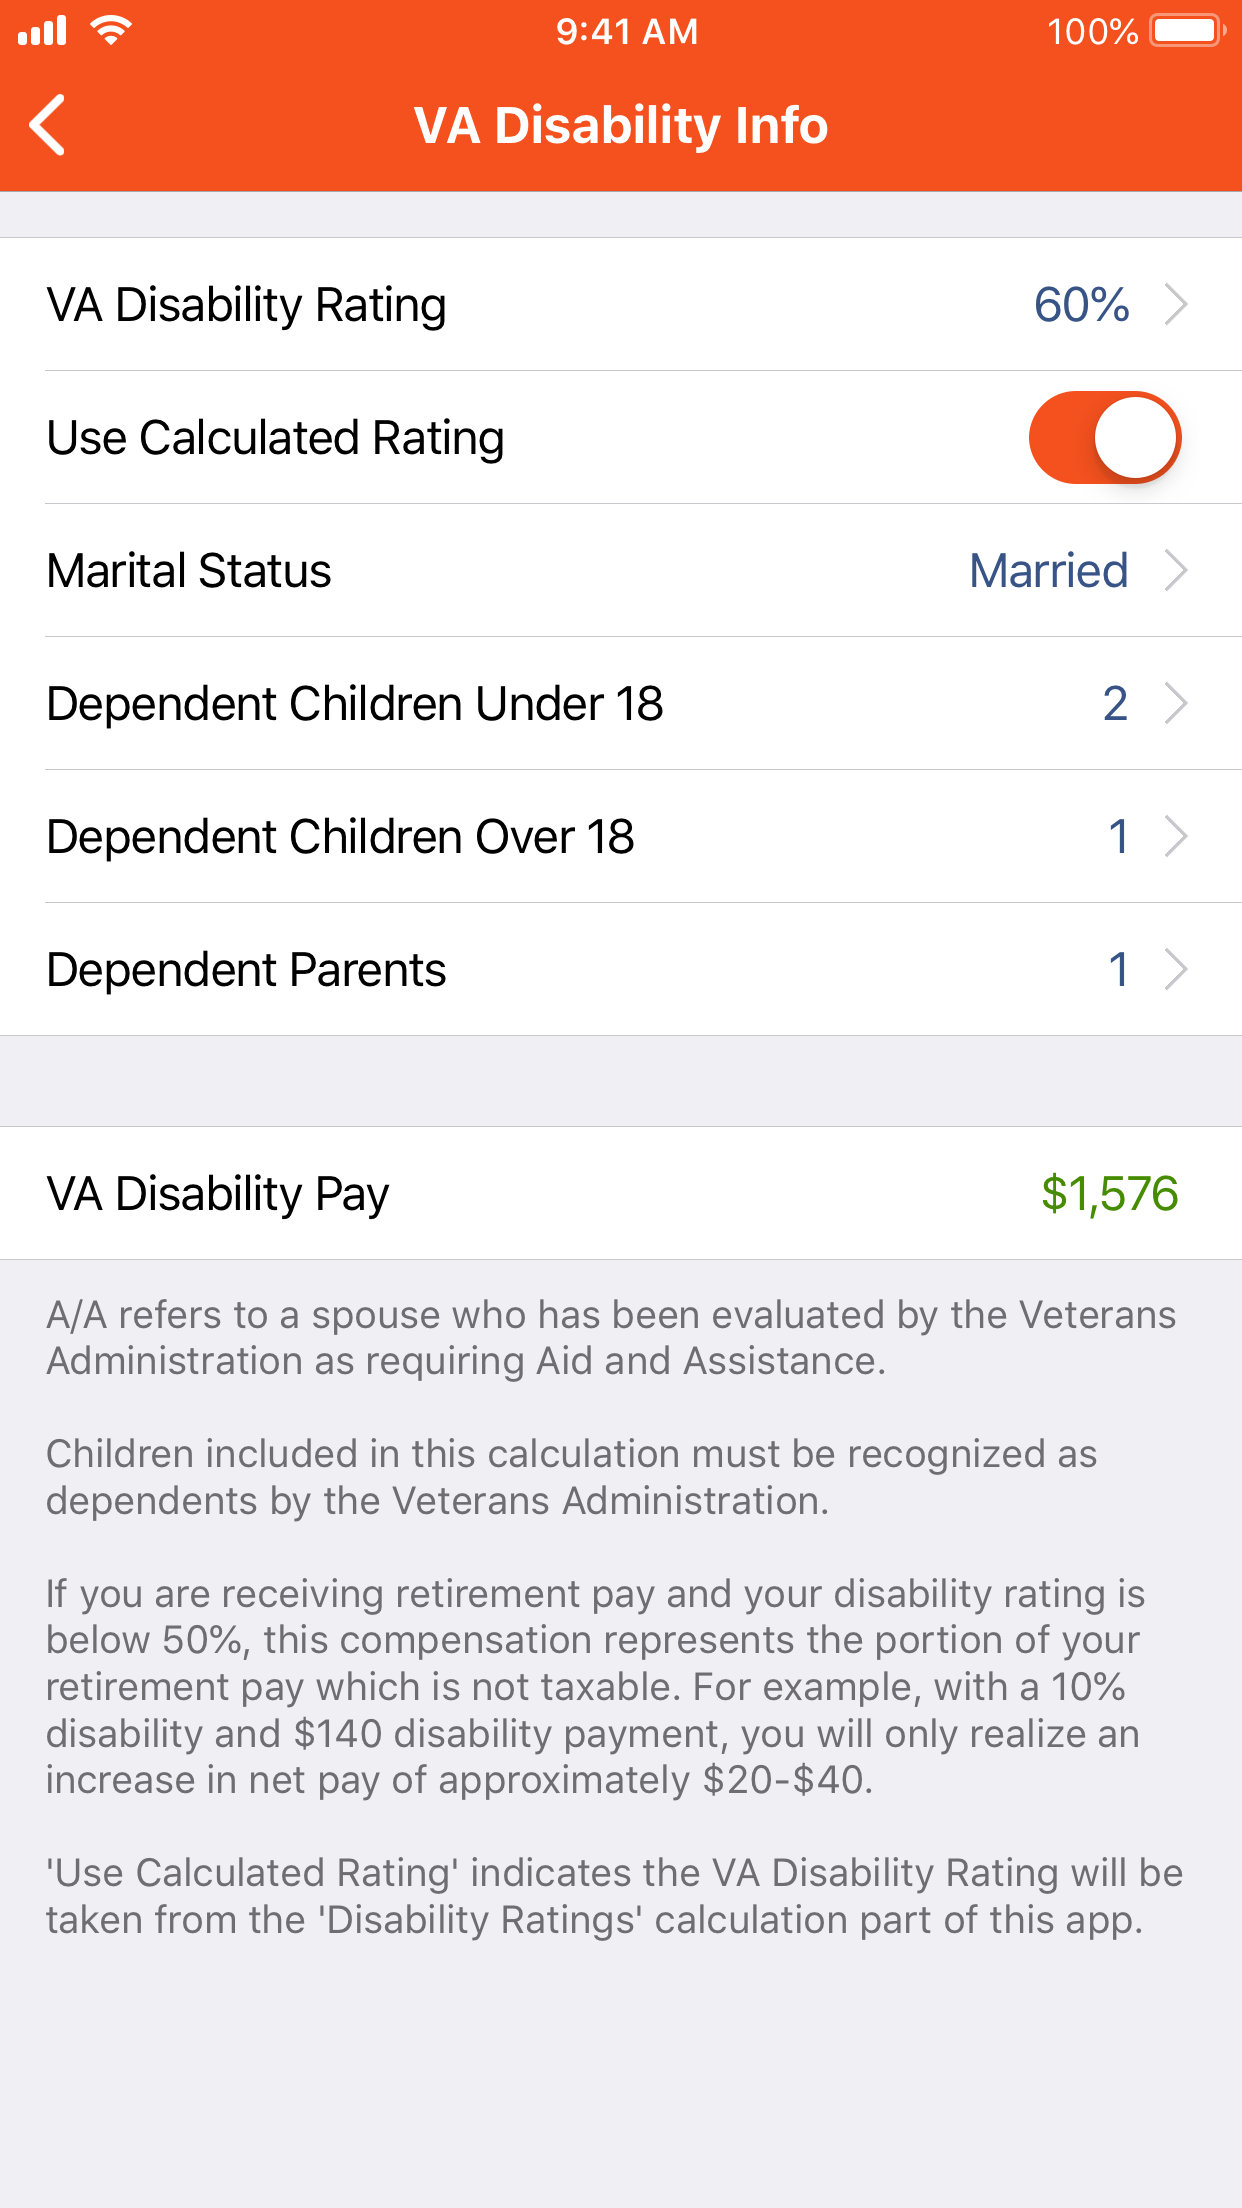 9:41 AM
100%
VA Disability Info
VA Disability Rating 60%
Use Calculated Rating
Marital Status Married
Dependent Children Under 18 2
Dependent Children Over 18 1
Dependent Parents 1
VA Disability Pay $1,576
A/A refers to a spouse who has been evaluated by the Veterans
Administration as requiring Aid and Assistance.
Children included in this calculation must be recognized as
dependents by the Veterans Administration.
If you are receiving retirement pay and your disability rating is
below 50%, this compensation represents the portion of your
retirement pay which is not taxable. For example, with a 10%
disability and $140 disability payment, you will only realize an
increase in net pay of approximately $20-$40.
'Use Calculated Rating' indicates the VA Disability Rating will be
taken from the 'Disability Ratings' calculation part of this app.